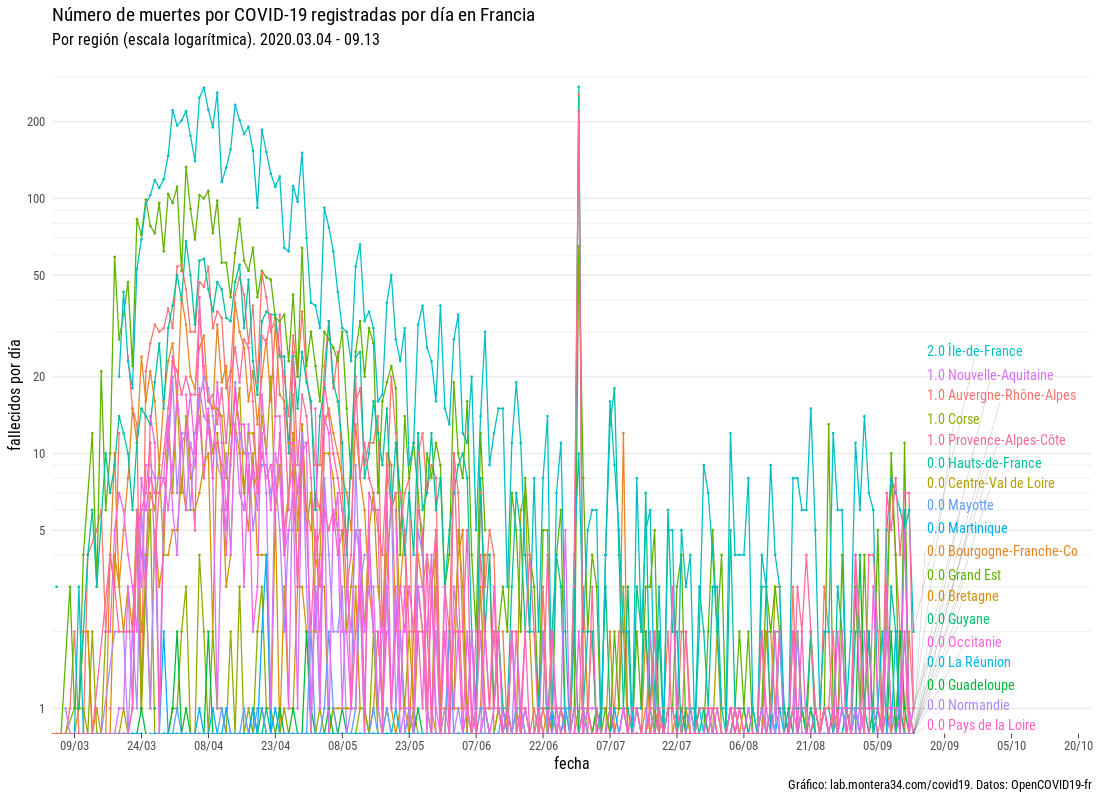 Número de muertes por COVID-19 registradas por día en Francia
Por región (escala logarítmica). 2020.03.04 - 09.13
fallecidos por día
200
100
50
20
10
5
1
2.0 Île-de-France
1.0 Nouvelle-Aquitaine
1.0 Auvergne-Rhône-Alpes
1.0 Corse
1.0 Provence-Alpes-Côte
0.0 Hauts-de-France
0.0 Centre-Val de Loire
0.0 Mayotte
0.0 Martinique
0.0 Bourgogne-Franche-Co
0.0 Grand Est
0.0 Bretagne
0.0 Guyane
0.0 Occitanie
0.0 La Réunion
0.0 Guadeloupe
0.0 Normandie
0.0 Pays de la Loire
09/03 24/03 08/04 23/04 08/05 23/05 07/06 22/06 07/07 22/07 06/08 21/08 05/09 20/09 05/10 20/10
fecha
Gráfico: lab.montera34.com/covid19. Datos: OpenCOVID19-fr